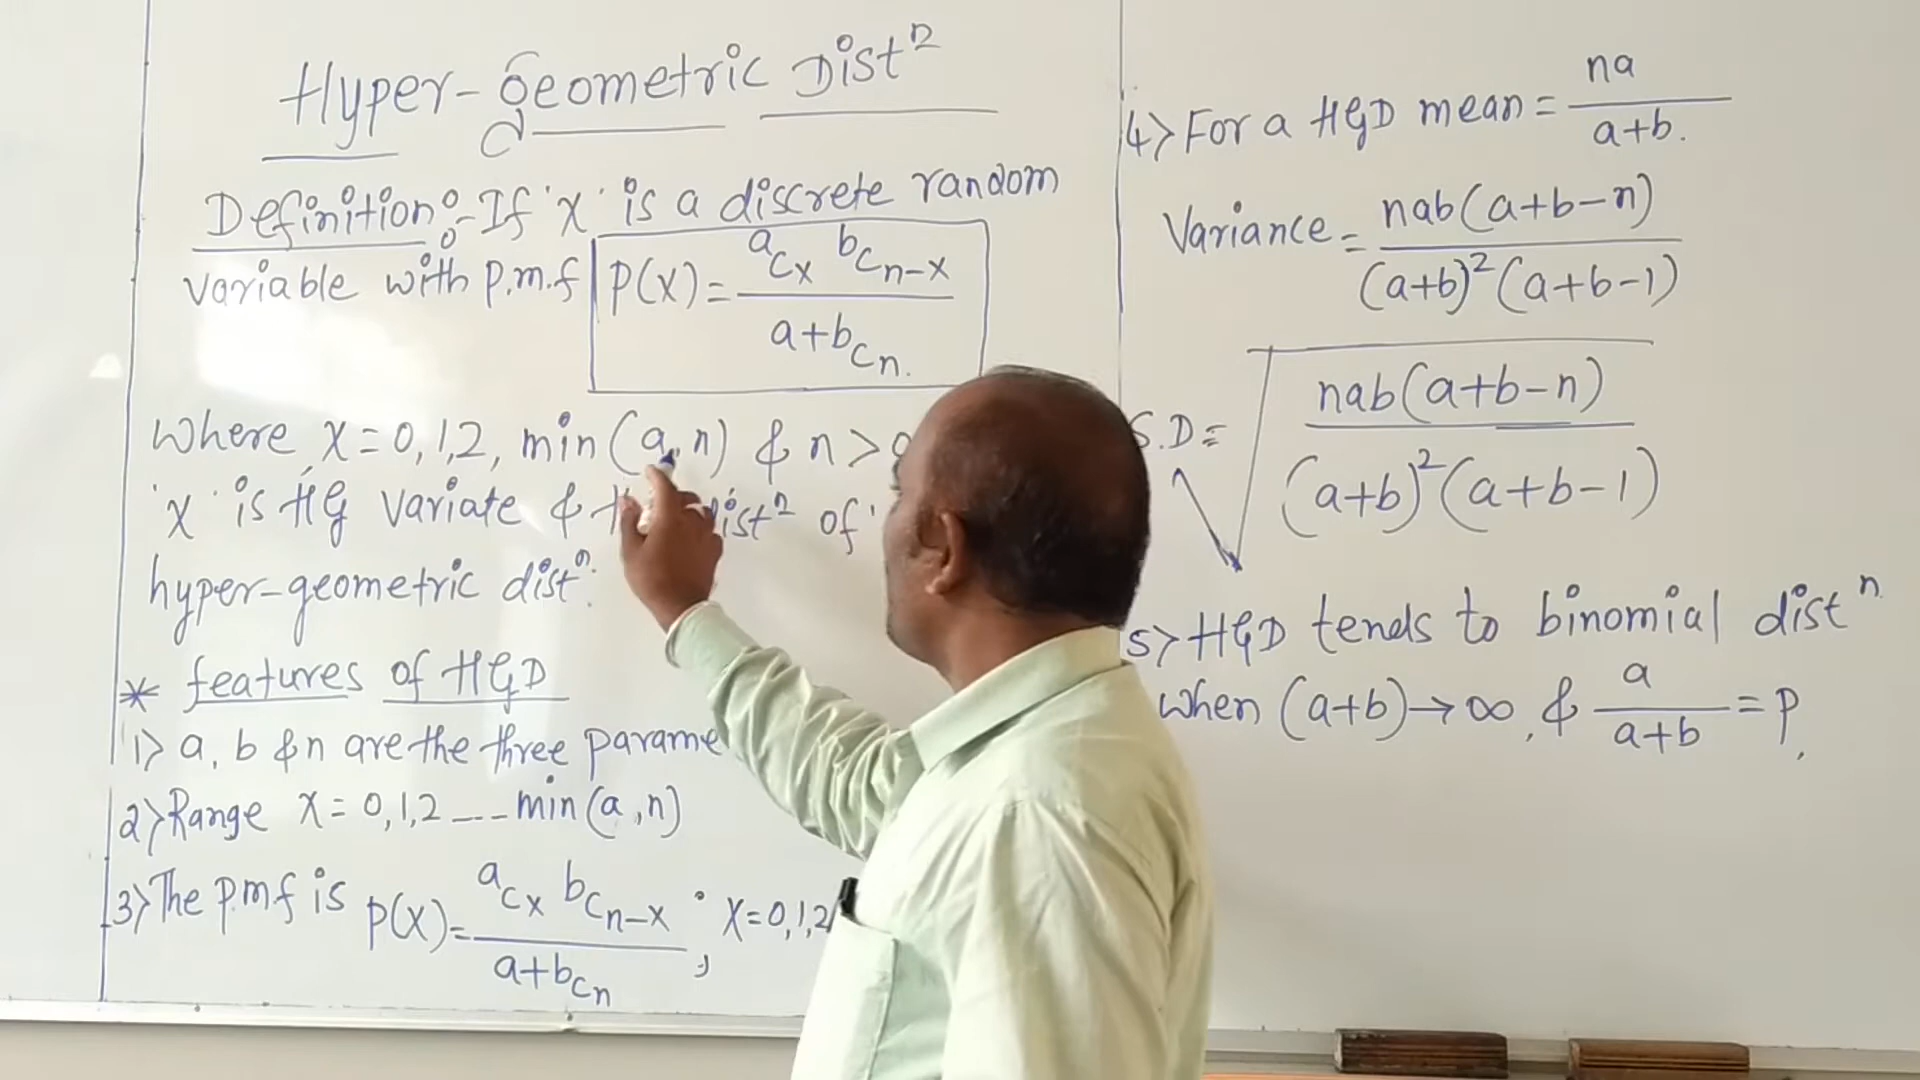 Hyper-Geometric Distⁿ
Definition:- If 'x' is a discrete random
variable with p.m.f P(x) = ᵃCₓ ᵇCₙ₋ₓ / ᵃ⁺ᵇCₙ.
where, x = 0,1,2, min(a,n) & n >
'x' is HG variate & dist² of '
hyper-geometric distⁿ.
* features of HGD
1> a, b & n are the three
2> Range x = 0,1,2 --- min(a,n)
3> The p.m.f is P(x) = ᵃCₓ ᵇCₙ₋ₓ / ᵃ⁺ᵇCₙ ; x = 0,1,2
4> For a HGD mean = na / a+b.
Variance = nab(a+b-n) / (a+b)²(a+b-1)
S.D = √ nab(a+b-n) / (a+b)²(a+b-1)
5> HGD tends to binomial distⁿ
when (a+b) → ∞, & a / a+b = p,